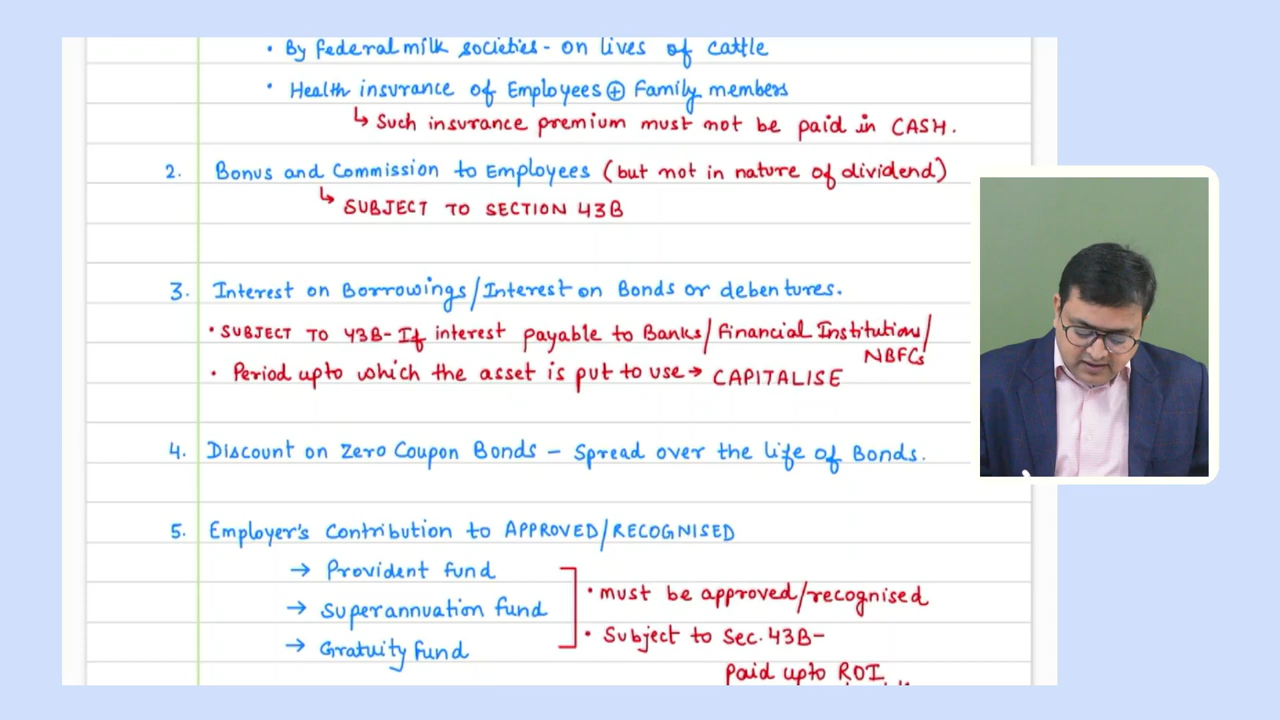 • By federal milk societies - on lives of cattle
• Health insurance of Employees ⊕ Family members
↳ Such insurance premium must not be paid in CASH.
2. Bonus and Commission to Employees (but not in nature of dividend)
↳ SUBJECT TO SECTION 43B
3. Interest on Borrowings/Interest on Bonds or debentures.
• SUBJECT TO 43B - If interest payable to Banks/Financial Institution/
NBFCs
• Period upto which the asset is put to use → CAPITALISE
4. Discount on Zero Coupon Bonds – Spread over the life of Bonds.
5. Employer's Contribution to APPROVED/RECOGNISED
→ Provident fund
→ Superannuation fund
→ Gratuity fund
• must be approved/recognised
• Subject to Sec. 43B –
Paid upto ROI